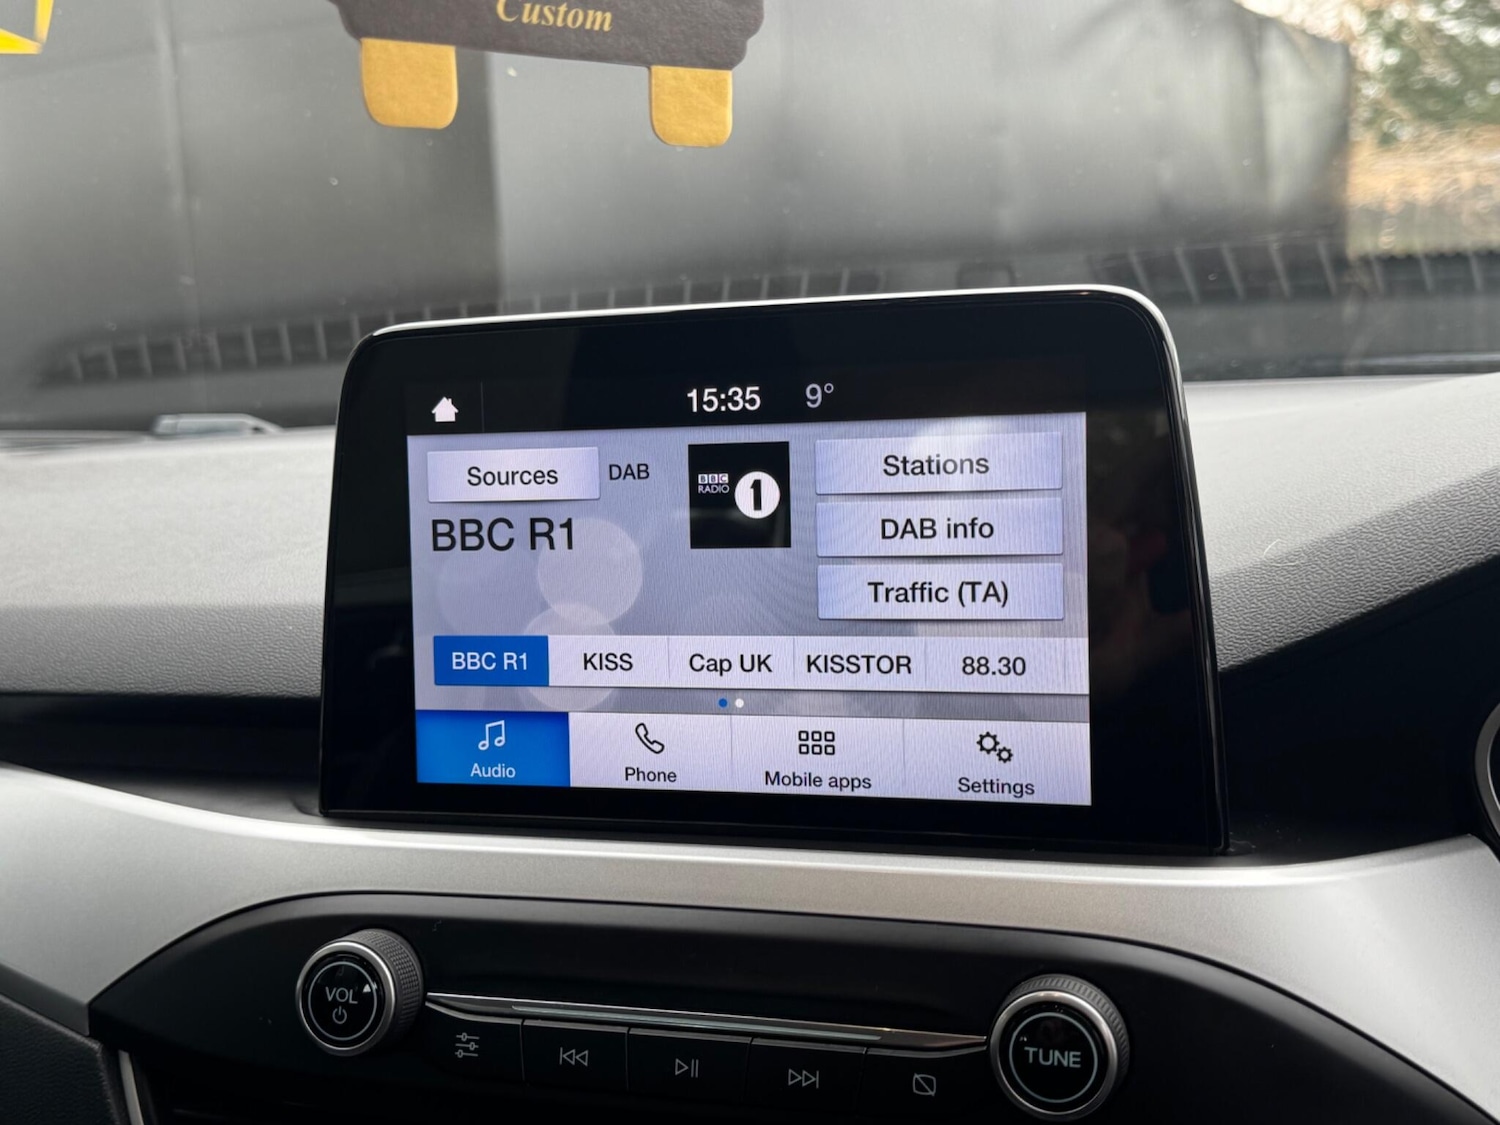 Custom
15:35 9°
Sources DAB
BBC
RADIO 1
Stations
BBC R1
DAB info
Traffic (TA)
BBC R1 KISS Cap UK KISSTOR 88.30
Audio Phone Mobile apps Settings
VOL
TUNE